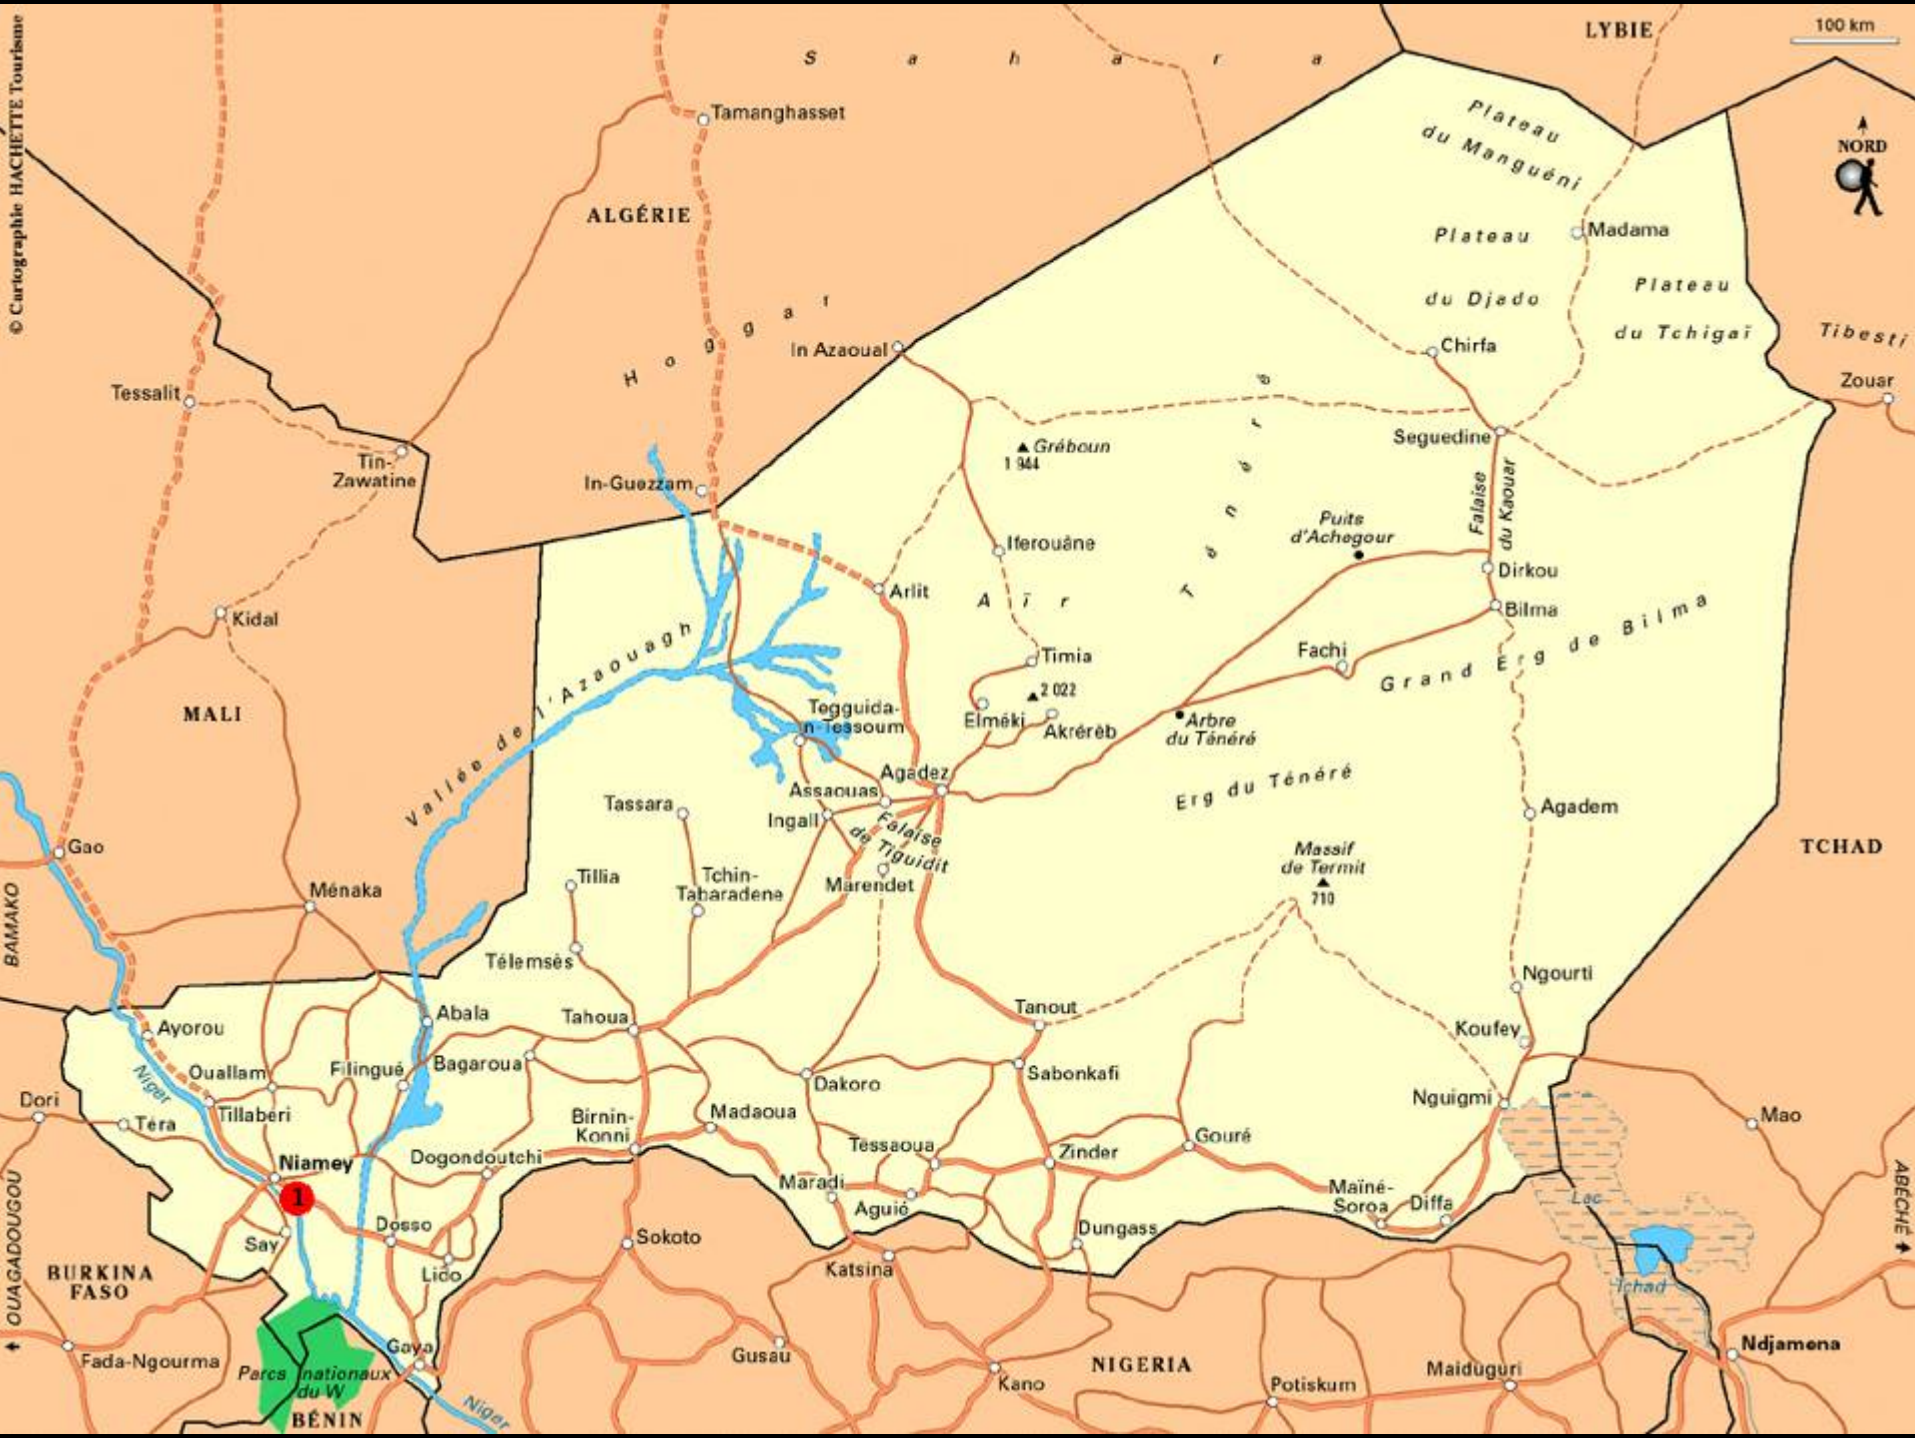 © Cartographie HACHETTE Tourisme
LYBIE
100 km
S a h a r a
Tamanghasset
Plateau
du Manguéni
NORD
ALGÉRIE
Plateau
Madama
du Djado
Plateau
du Tchigaï
Tibesti
Hoggar
In Azaoual
Chirfa
Zouar
Tessalit
Seguedine
Gréboun
1 944
Tin-
Zawatine
In-Guezzam
Falaise
du Kaouar
Ténéré
Puits
d'Achegour
Iferouâne
Dirkou
Arlit
Aïr
Bilma
Kidal
Grand Erg de Bilma
Vallée de l'Azaouagh
Timia
Fachi
2 022
MALI
Tegguida-
n-Tessoum
Elméki
Akréréb
Arbre
du Ténéré
Agadez
Assaouas
Erg du Ténéré
Tassara
Ingall
Falaise
de Tiguidit
Agadem
Gao
TCHAD
Massif
de Termit
710
Tillia
Tchin-
Tabaradene
Marendet
Ménaka
BAMAKO
Télemsès
Ngourti
Ayorou
Abala
Tahoua
Tanout
Koufey
Niger
Ouallam
Filingué
Bagaroua
Dakoro
Sabonkafi
Nguigmi
Dori
Téra
Tillabéri
Birnin-
Konni
Madaoua
Mao
Niamey
1
Dogondoutchi
Tessaoua
Zinder
Gouré
Maradi
Aguié
Maïné-
Soroa
Diffa
Lac
Tchad
ABÉCHÉ
OUAGADOUGOU
Say
Dosso
Sokoto
Dungass
BURKINA
FASO
Lido
Katsina
Fada-Ngourma
Gaya
Parcs nationaux
du W
Gusau
NIGERIA
Maiduguri
Ndjamena
Kano
Potiskum
BÉNIN
Niger